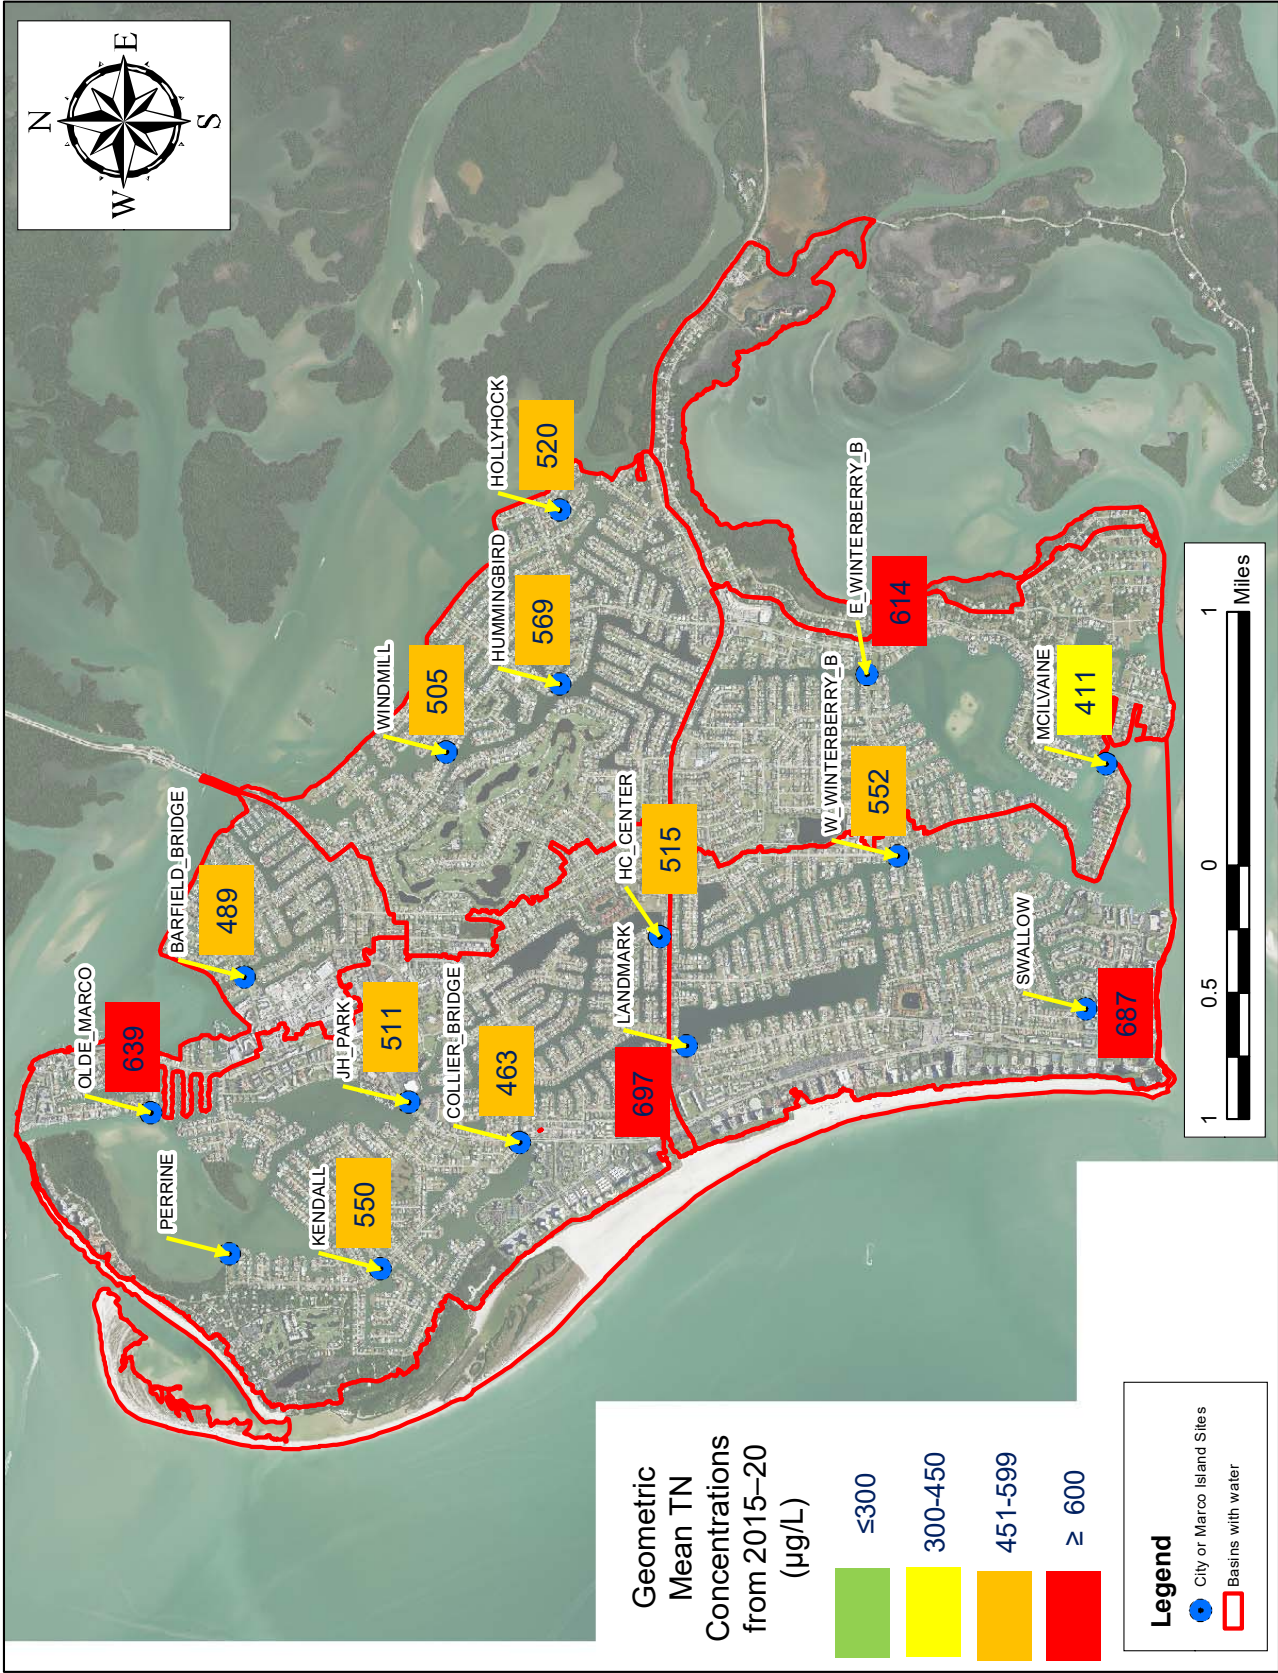 N
E
S
W
HOLLYHOCK
520
HUMMINGBIRD
569
WINDMILL
505
BARFIELD_BRIDGE
489
OLDE_MARCO
639
JH_PARK
511
COLLIER_BRIDGE
463
PERRINE
KENDALL
550
HC_CENTER
515
LANDMARK
697
E_WINTERBERRY_B
614
W_WINTERBERRY_B
552
MCILVAINE
411
SWALLOW
687
Geometric
Mean TN
Concentrations
from 2015–20
(µg/L)
≤300
300-450
451-599
≥ 600
Legend
City or Marco Island Sites
Basins with water
1 0.5 0 1
Miles